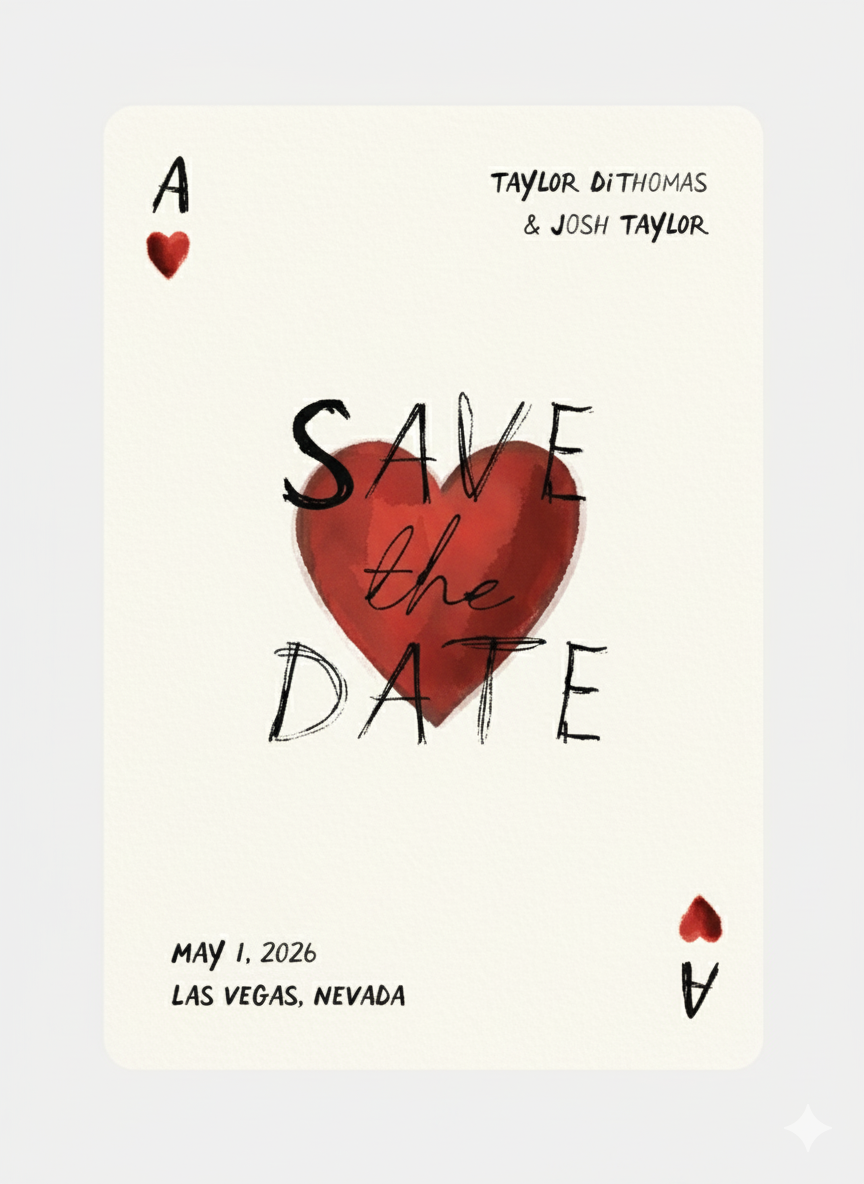 A
TAYLOR DiTHOMAS
& JOSH TAYLOR
SAVE
the
DATE
MAY 1, 2026
LAS VEGAS, NEVADA
A